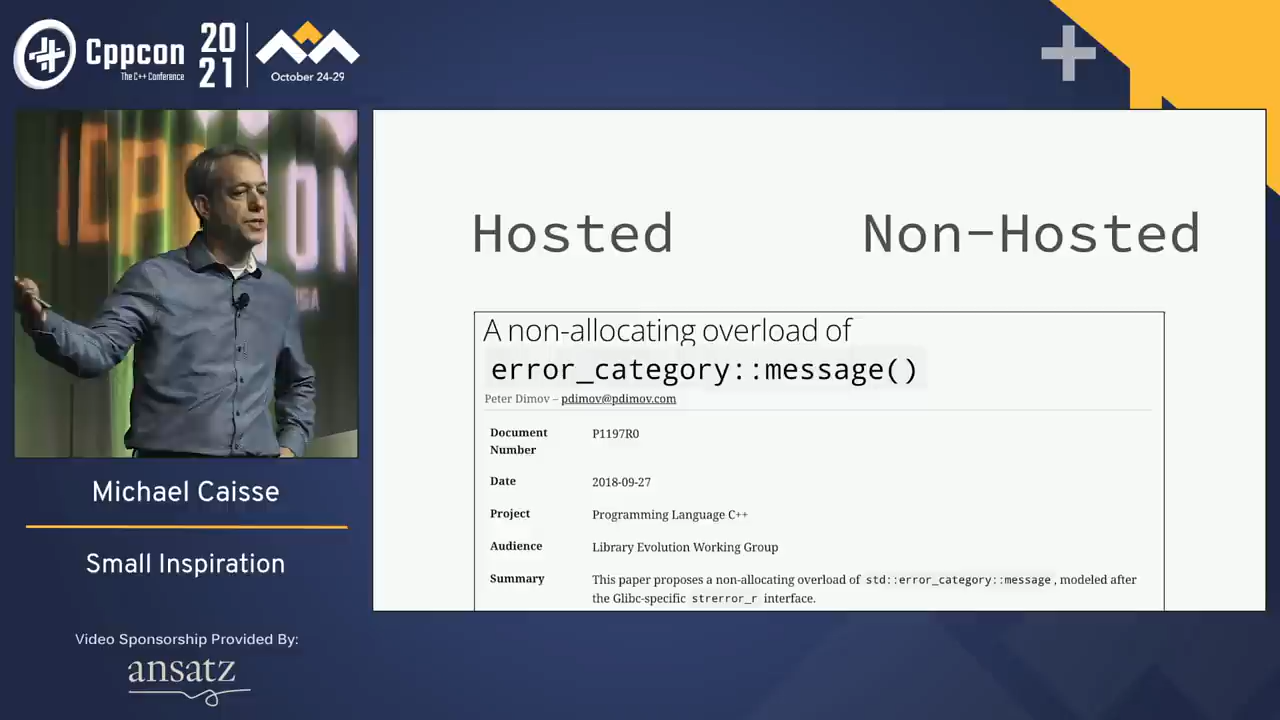 Cppcon
The C++ Conference
20
21
October 24-29
Michael Caisse
Small Inspiration
Video Sponsorship Provided By:
ansatz
Hosted Non-Hosted
A non-allocating overload of
error_category::message()
Peter Dimov – pdimov@pdimov.com
Document Number P1197R0
Date 2018-09-27
Project Programming Language C++
Audience Library Evolution Working Group
Summary This paper proposes a non-allocating overload of std::error_category::message, modeled after
the Glibc-specific strerror_r interface.